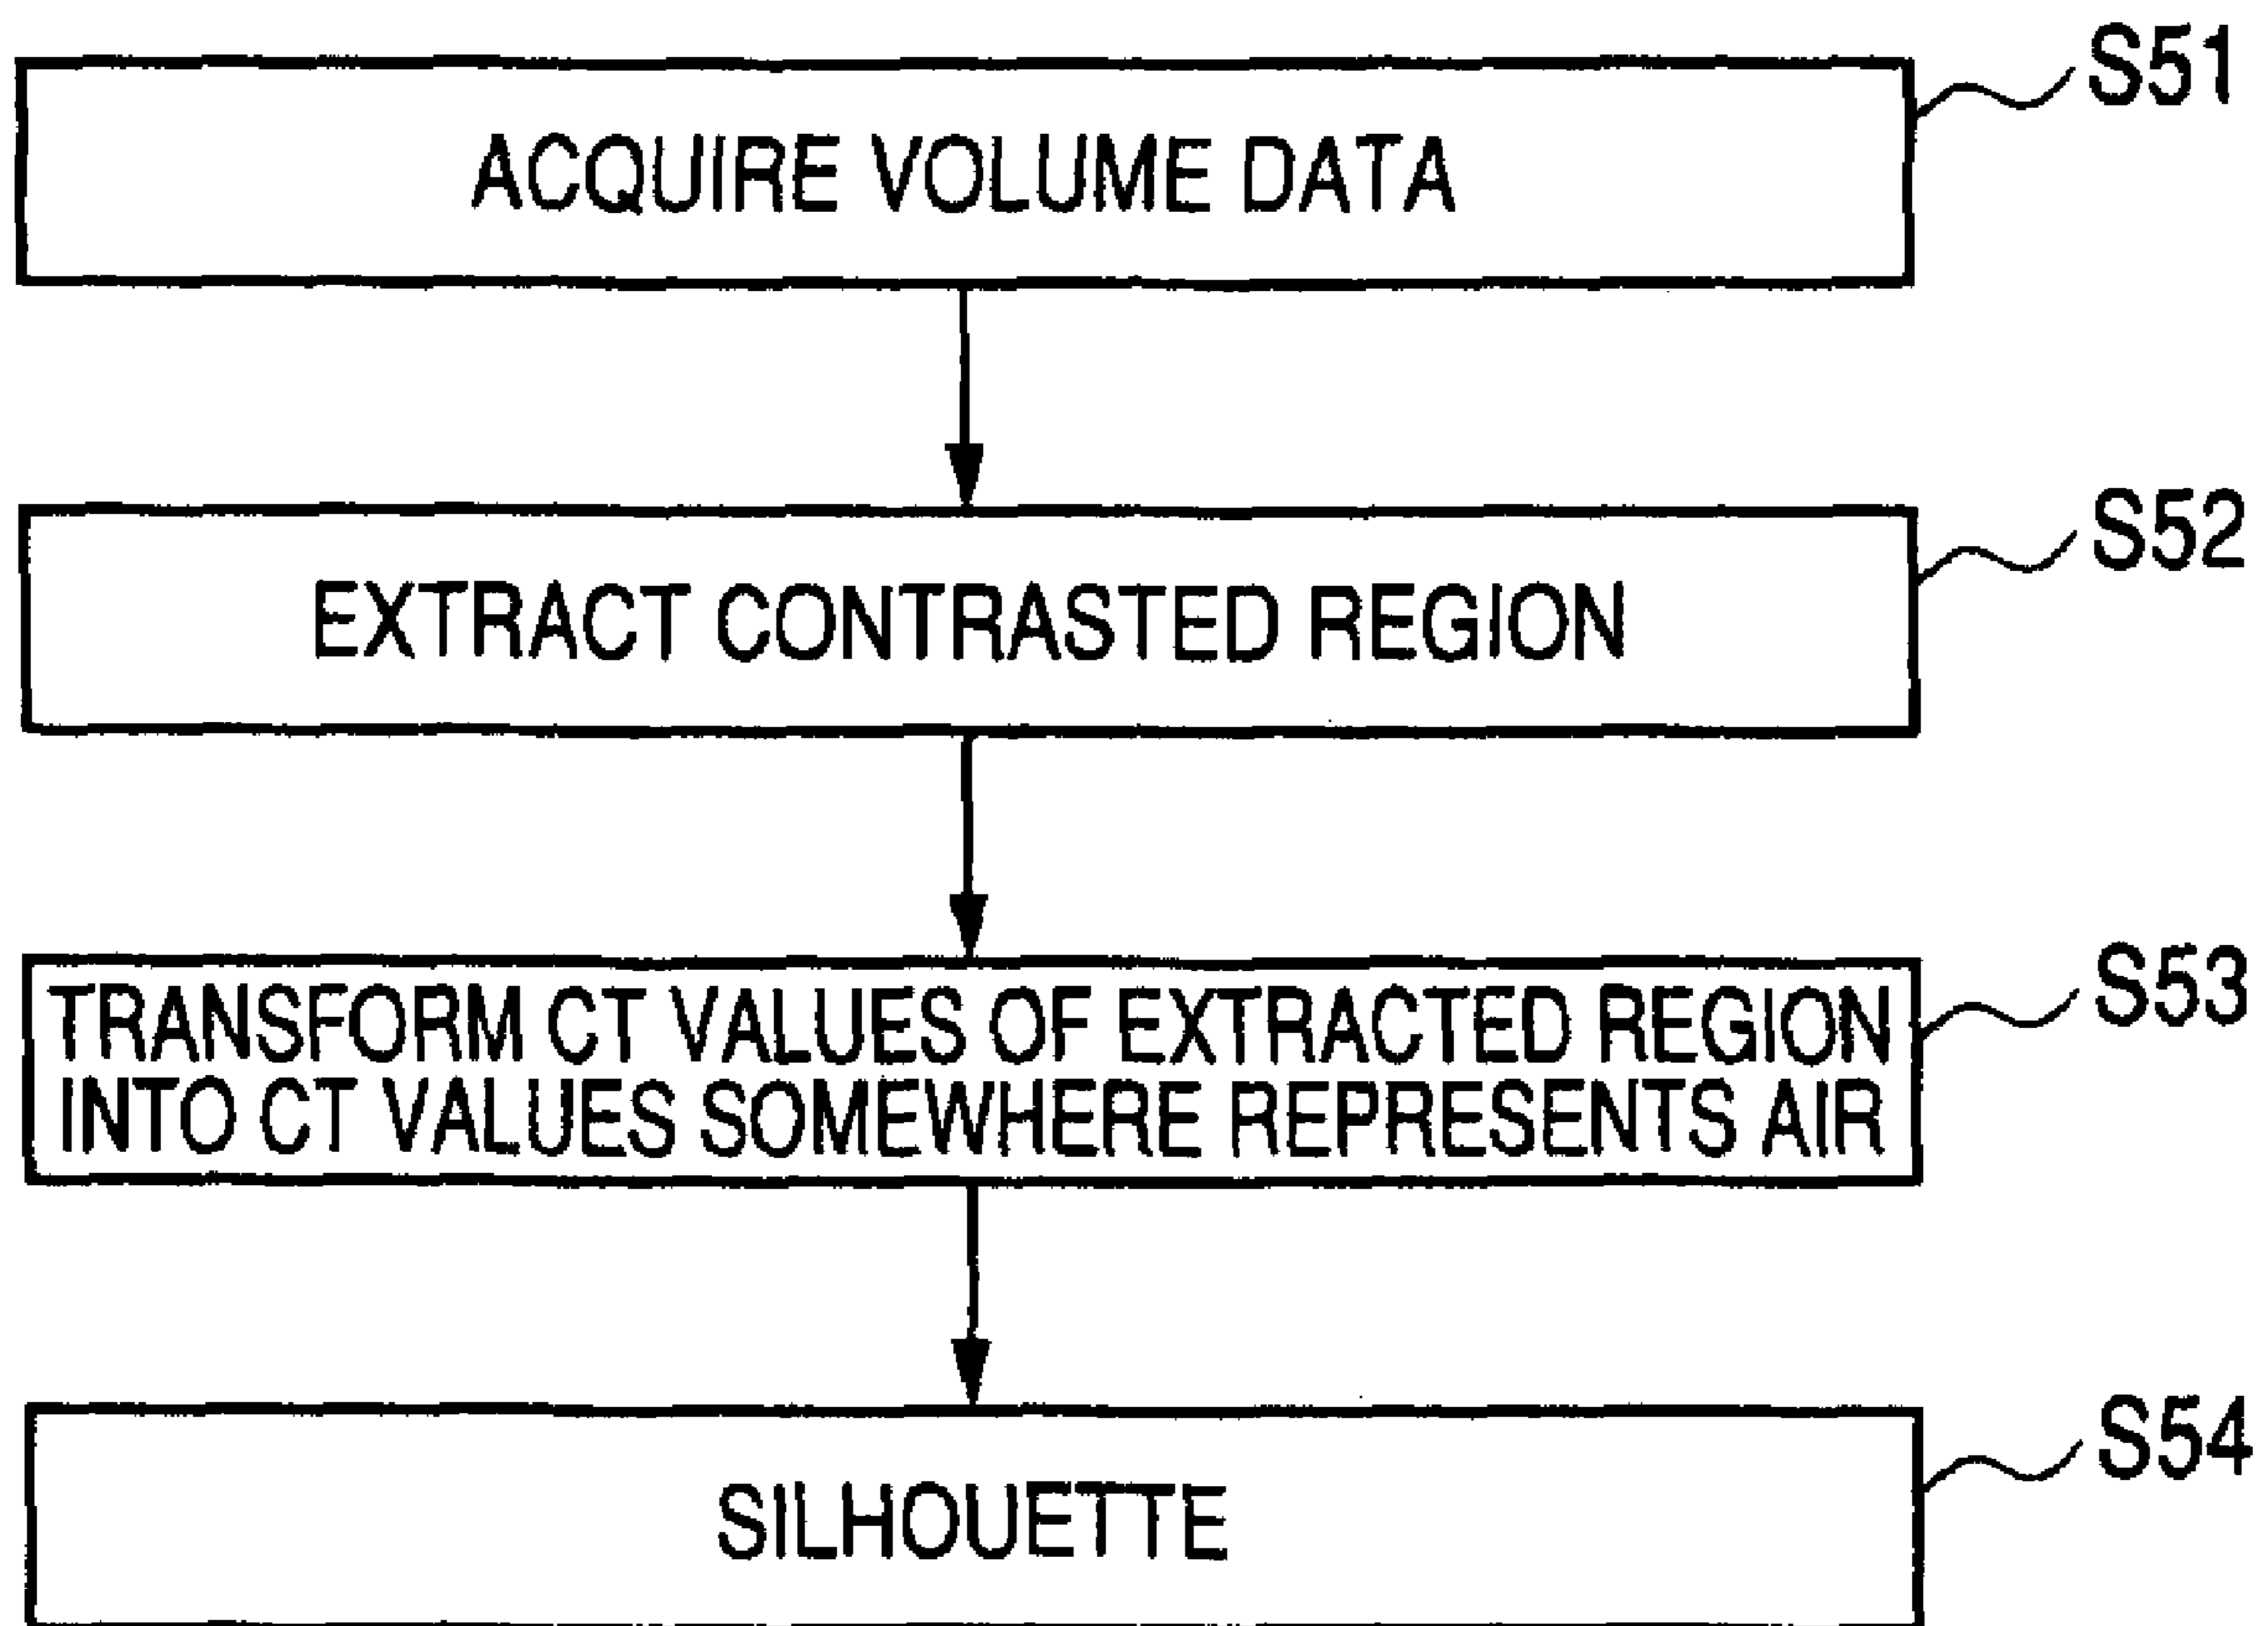 S51
ACQUIRE VOLUME DATA
S52
EXTRACT CONTRASTED REGION
S53
TRANSFORM CT VALUES OF EXTRACTED REGION
INTO CT VALUES SOMEWHERE REPRESENTS AIR
S54
SILHOUETTE